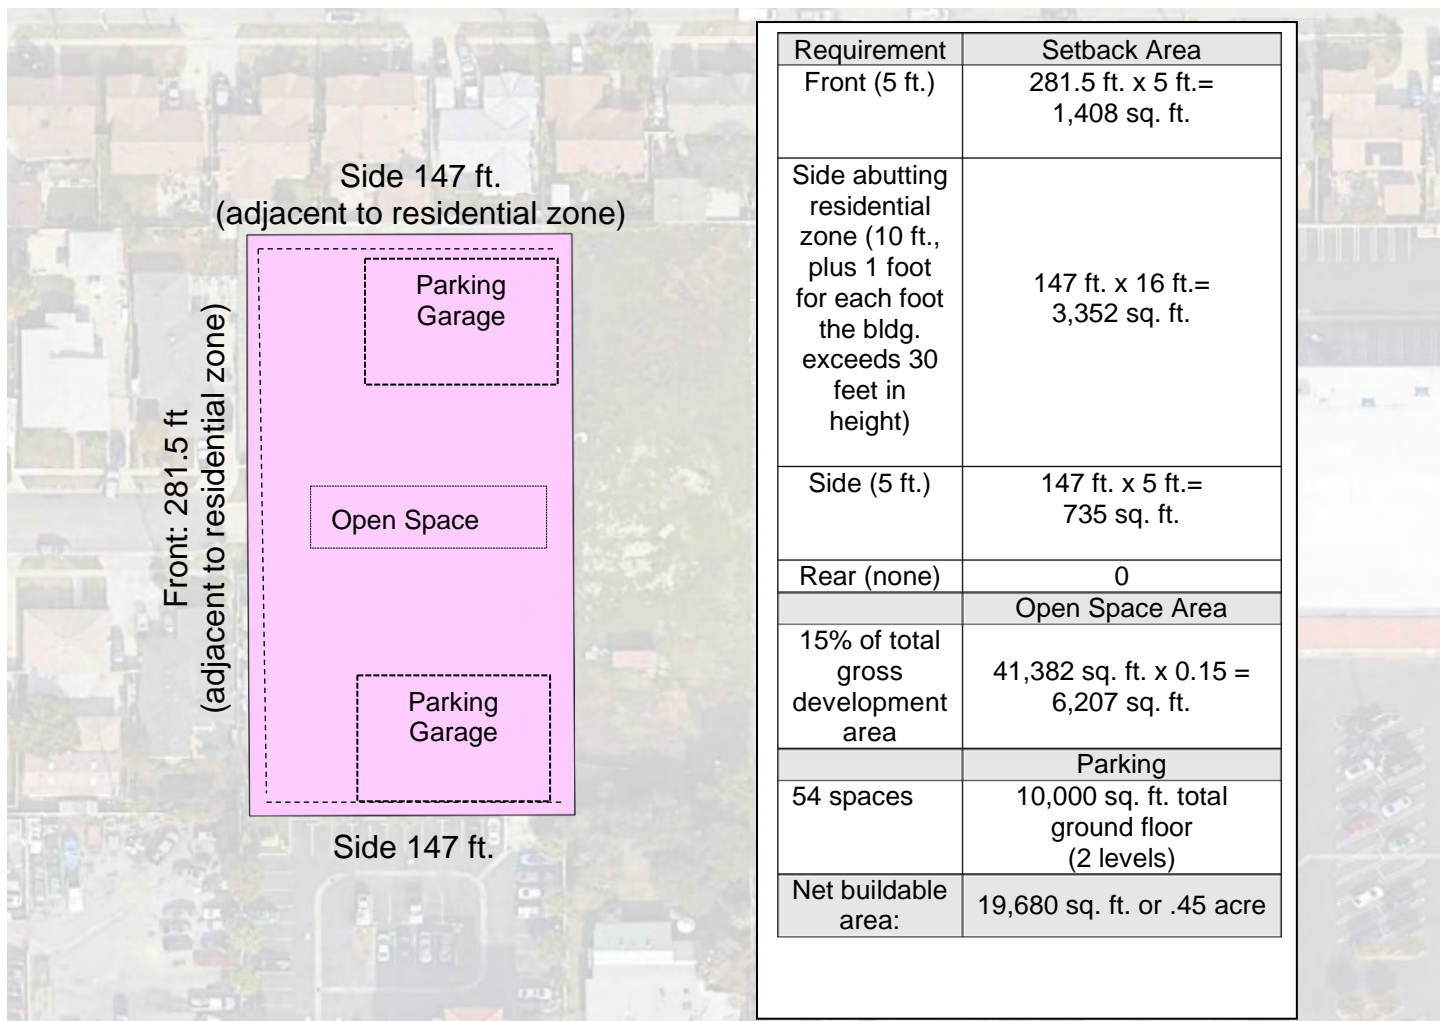 Side 147 ft.
(adjacent to residential zone)
Front: 281.5 ft
(adjacent to residential zone)
Parking
Garage
Open Space
Parking
Garage
Side 147 ft.
Requirement
Setback Area
Front (5 ft.)
281.5 ft. x 5 ft.=
1,408 sq. ft.
Side abutting
residential
zone (10 ft.,
plus 1 foot
for each foot
the bldg.
exceeds 30
feet in
height)
147 ft. x 16 ft.=
3,352 sq. ft.
Side (5 ft.)
147 ft. x 5 ft.=
735 sq. ft.
Rear (none)
0
Open Space Area
15% of total
gross
development
area
41,382 sq. ft. x 0.15 =
6,207 sq. ft.
Parking
54 spaces
10,000 sq. ft. total
ground floor
(2 levels)
Net buildable
area:
19,680 sq. ft. or .45 acre